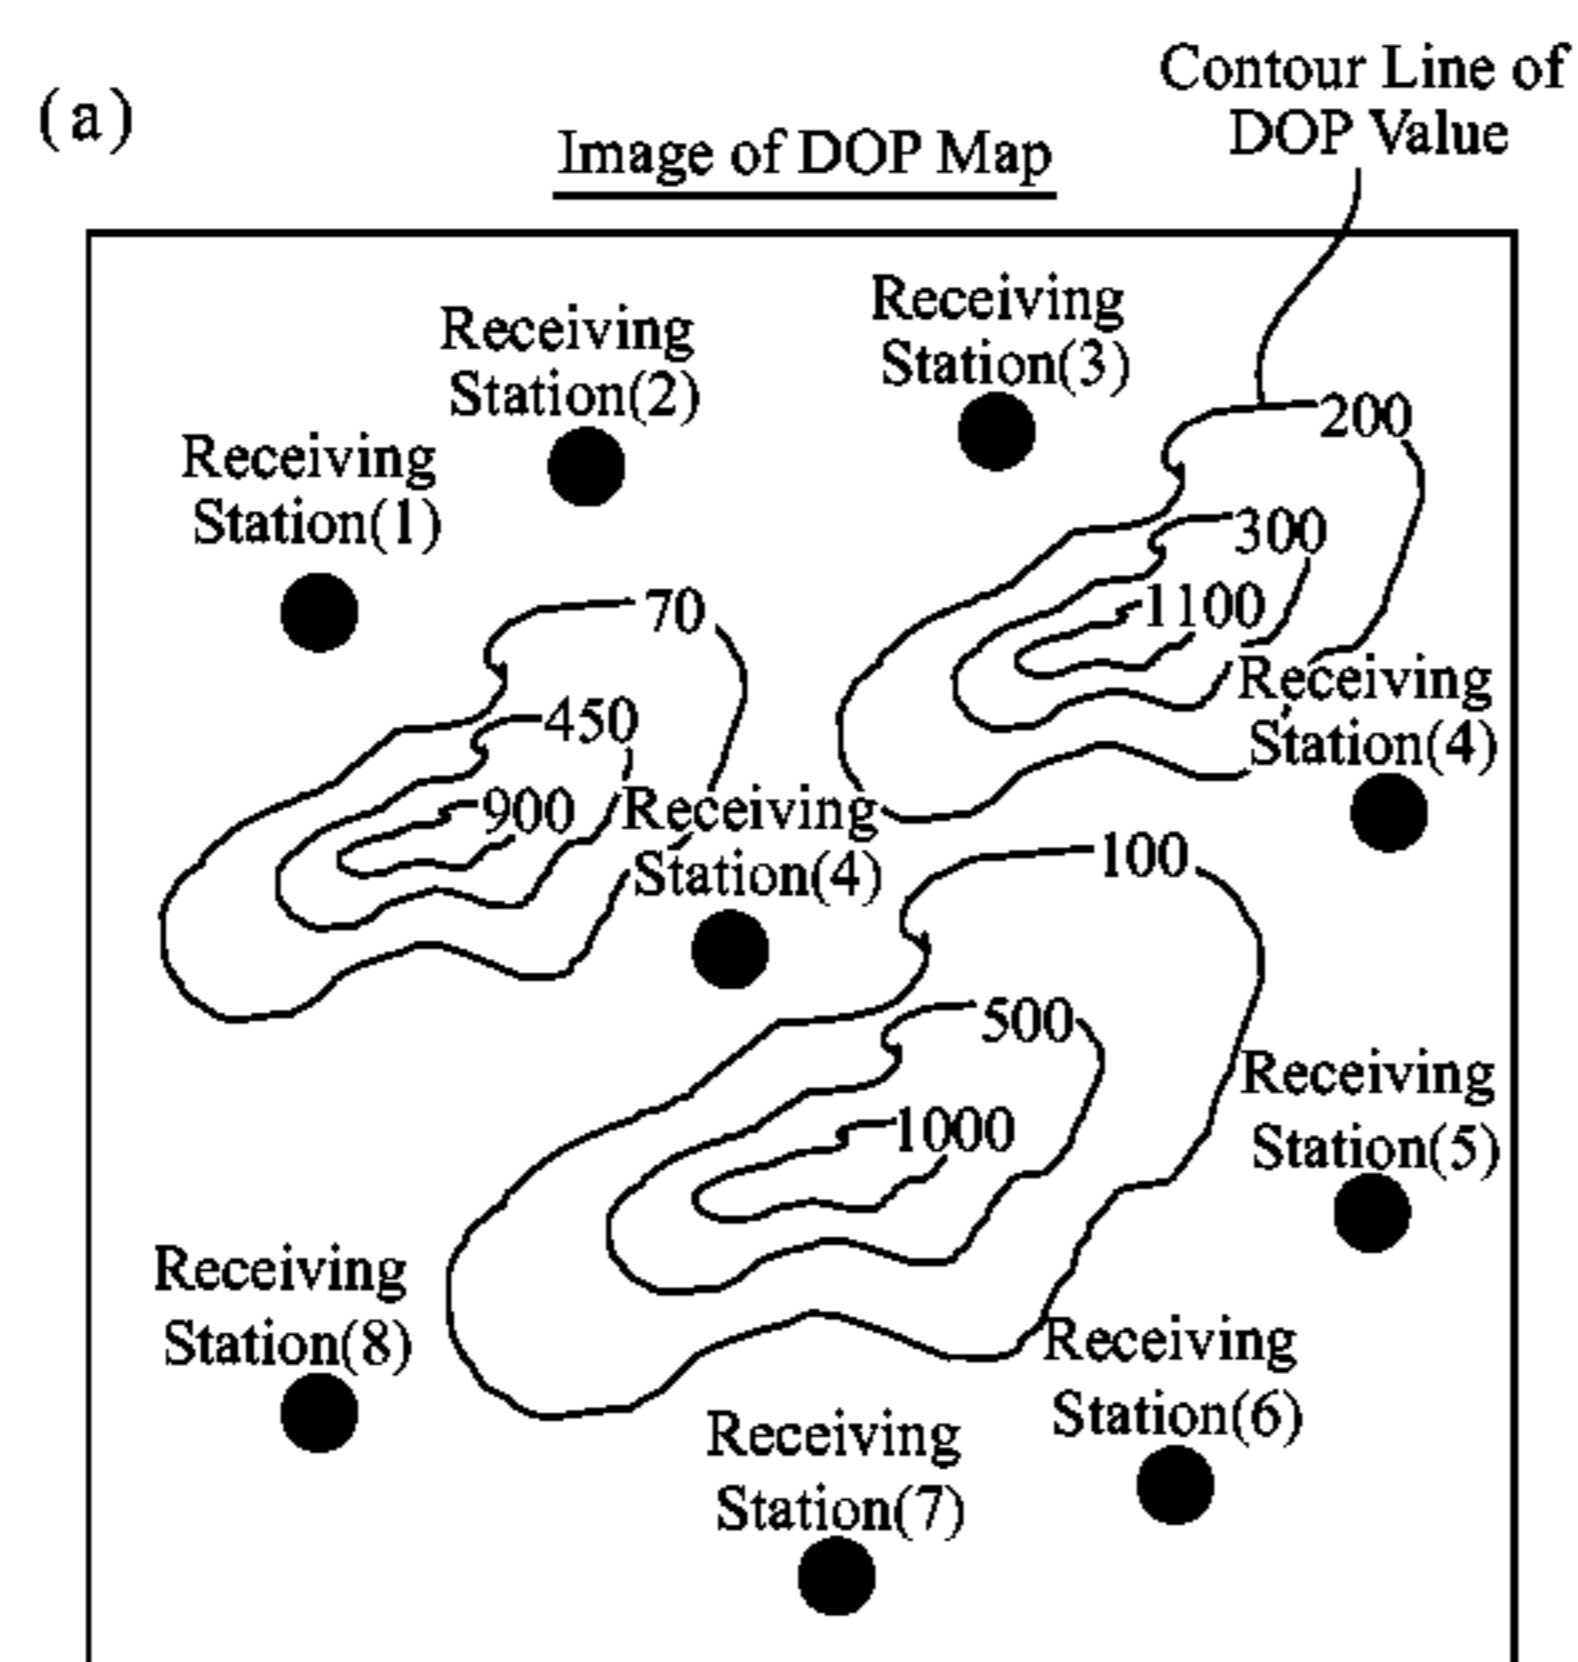 (a)
Image of DOP Map
Contour Line of
DOP Value
Receiving
Station(1)
Receiving
Station(2)
Receiving
Station(3)
200
300
1100
Receiving
Station(4)
70
450
900
Receiving
Station(4)
100
500
1000
Receiving
Station(5)
Receiving
Station(8)
Receiving
Station(6)
Receiving
Station(7)